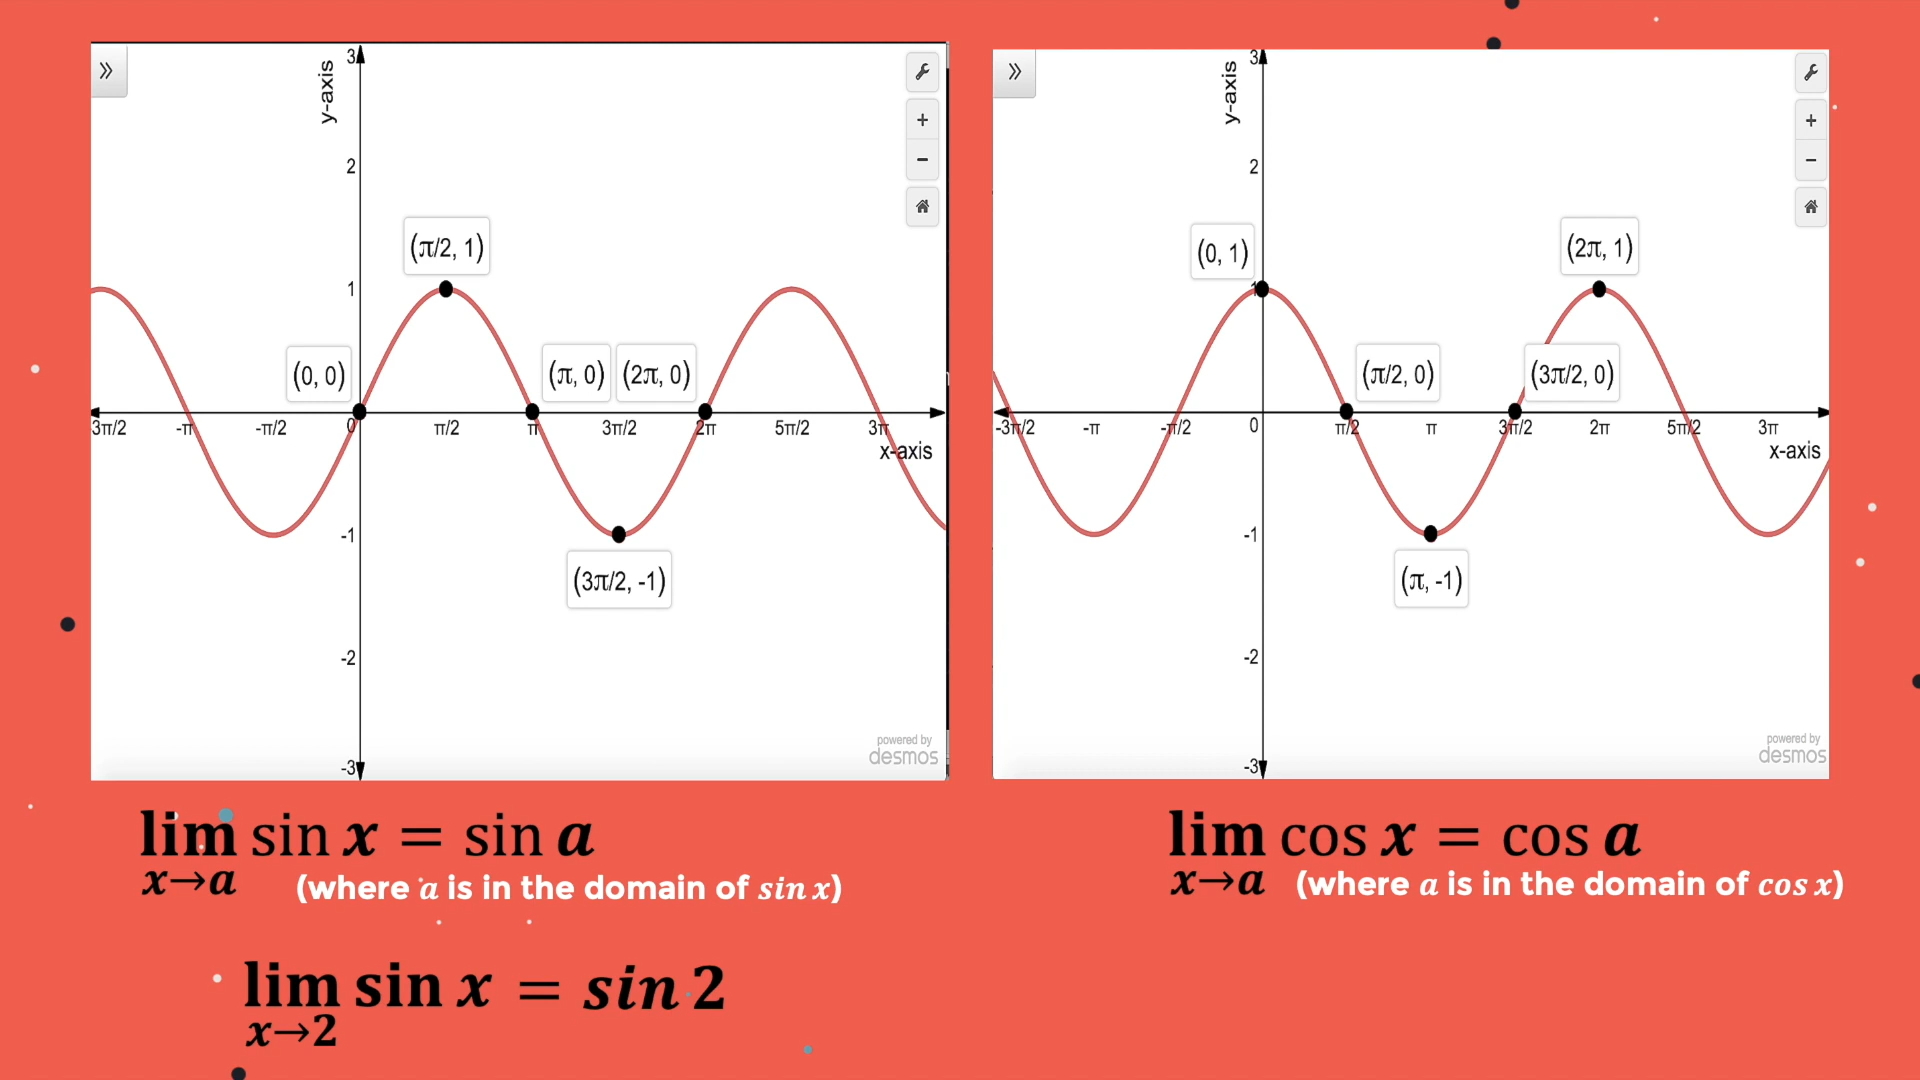 »
y-axis
3
2
1
0
-1
-2
-3
3π/2
-π
-π/2
π/2
π
3π/2
2π
5π/2
3π
x-axis
(π/2, 1)
(0, 0)
(π, 0)
(2π, 0)
(3π/2, -1)
+
−
powered by
desmos
»
y-axis
3
2
1
0
-1
-2
-3
-3π/2
-π
-π/2
π/2
π
3π/2
2π
5π/2
3π
x-axis
(0, 1)
(2π, 1)
(π/2, 0)
(3π/2, 0)
(π, -1)
+
−
powered by
desmos
lim sin x = sin a
x→a (where a is in the domain of sin x)
lim cos x = cos a
x→a (where a is in the domain of cos x)
lim sin x = sin 2
x→2